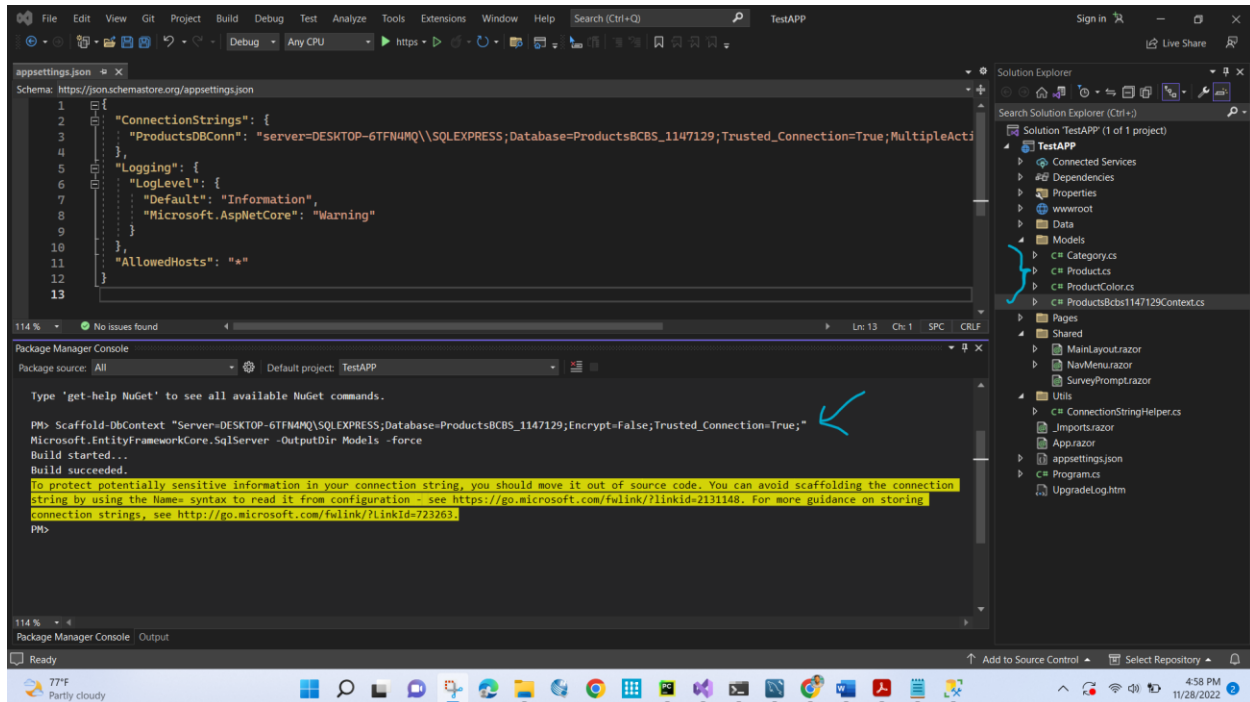 File Edit View Git Project Build Debug Test Analyze Tools Extensions Window Help Search (Ctrl+Q) TestAPP Sign in
Debug Any CPU https Live Share
appsettings.json
Schema: https://json.schemastore.org/appsettings.json
1 {
2 "ConnectionStrings": {
3 "ProductsDBConn": "server=DESKTOP-6TFN4MQ\\SQLEXPRESS;Database=ProductsBCBS_1147129;Trusted_Connection=True;MultipleActi
4 },
5 "Logging": {
6 "LogLevel": {
7 "Default": "Information",
8 "Microsoft.AspNetCore": "Warning"
9 }
10 },
11 "AllowedHosts": "*"
12 }
13
114 % No issues found Ln: 13 Ch: 1 SPC CRLF
Package Manager Console
Package source: All Default project: TestAPP
Type 'get-help NuGet' to see all available NuGet commands.
PM> Scaffold-DbContext "Server=DESKTOP-6TFN4MQ\SQLEXPRESS;Database=ProductsBCBS_1147129;Encrypt=False;Trusted_Connection=True;"
Microsoft.EntityFrameworkCore.SqlServer -OutputDir Models -force
Build started...
Build succeeded.
To protect potentially sensitive information in your connection string, you should move it out of source code. You can avoid scaffolding the connection
string by using the Name= syntax to read it from configuration - see https://go.microsoft.com/fwlink/?linkid=2131148. For more guidance on storing
connection strings, see http://go.microsoft.com/fwlink/?LinkId=723263.
PM>
114 %
Package Manager Console Output
Solution Explorer
Search Solution Explorer (Ctrl+;)
Solution 'TestAPP' (1 of 1 project)
TestAPP
Connected Services
Dependencies
Properties
wwwroot
Data
Models
C# Category.cs
C# Product.cs
C# ProductColor.cs
C# ProductsBcbs1147129Context.cs
Pages
Shared
MainLayout.razor
NavMenu.razor
SurveyPrompt.razor
Utils
C# ConnectionStringHelper.cs
_Imports.razor
App.razor
appsettings.json
C# Program.cs
UpgradeLog.htm
Ready Add to Source Control Select Repository
77°F
Partly cloudy
4:58 PM
11/28/2022
2